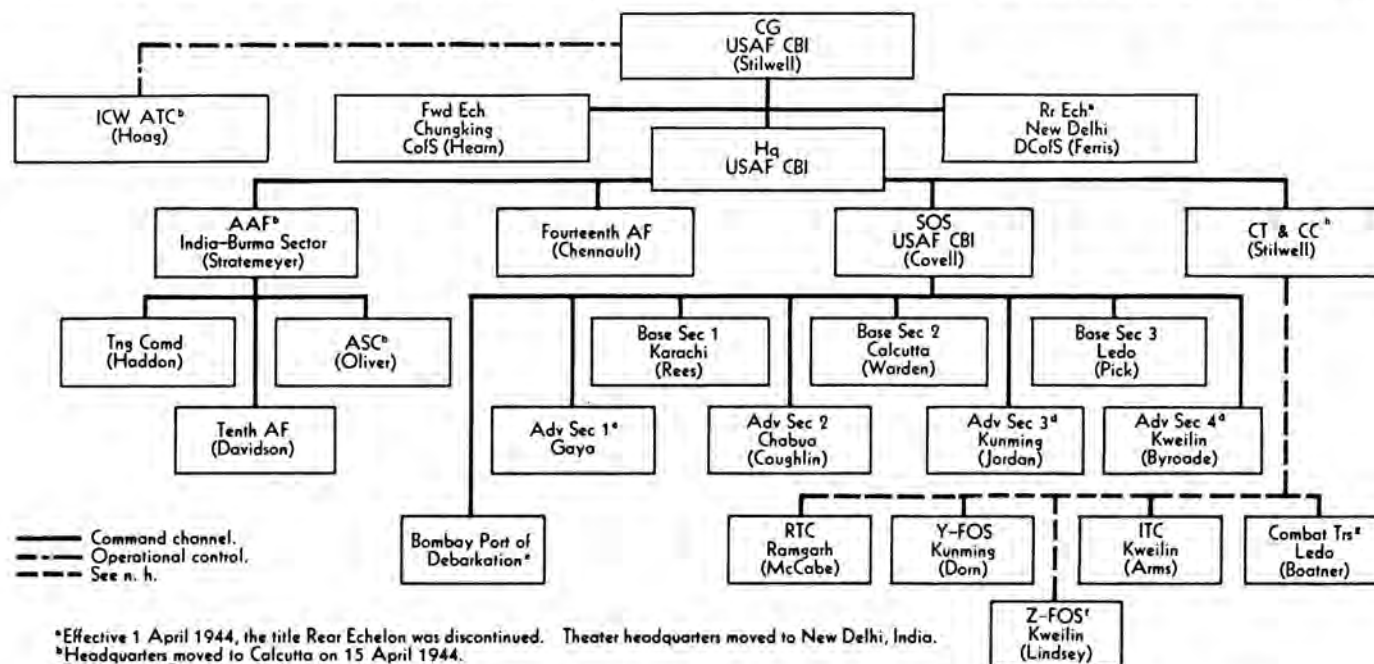 CG
USAF CBI
(Stilwell)
ICW ATCᵇ
(Hoag)
Fwd Ech
Chungking
CofS (Hearn)
Rr Echᵃ
New Delhi
DCofS (Ferris)
Hq
USAF CBI
AAFᵇ
India–Burma Sector
(Stratemeyer)
Fourteenth AF
(Chennault)
SOS
USAF CBI
(Covell)
CT & CCʰ
(Stilwell)
Tng Comd
(Haddon)
ASCᵇ
(Oliver)
Base Sec 1
Karachi
(Rees)
Base Sec 2
Calcutta
(Warden)
Base Sec 3
Ledo
(Pick)
Tenth AF
(Davidson)
Adv Sec 1
Gaya
Adv Sec 2
Chabua
(Coughlin)
Adv Sec 3ᵈ
Kunming
(Jordan)
Adv Sec 4ᵈ
Kweilin
(Byroade)
Bombay Port of
Debarkation
RTC
Ramgarh
(McCabe)
Y–FOS
Kunming
(Dorn)
ITC
Kweilin
(Arms)
Combat Trsᵍ
Ledo
(Boatner)
Z–FOSᶠ
Kweilin
(Lindsey)
Command channel.
Operational control.
See n. h.
ᵃEffective 1 April 1944, the title Rear Echelon was discontinued. Theater headquarters moved to New Delhi, India.
ᵇHeadquarters moved to Calcutta on 15 April 1944.